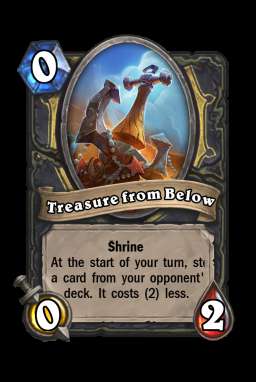 0
Treasure from Below
Shrine
At the start of your turn, ste
a card from your opponent'
deck. It costs (2) less.
0
2